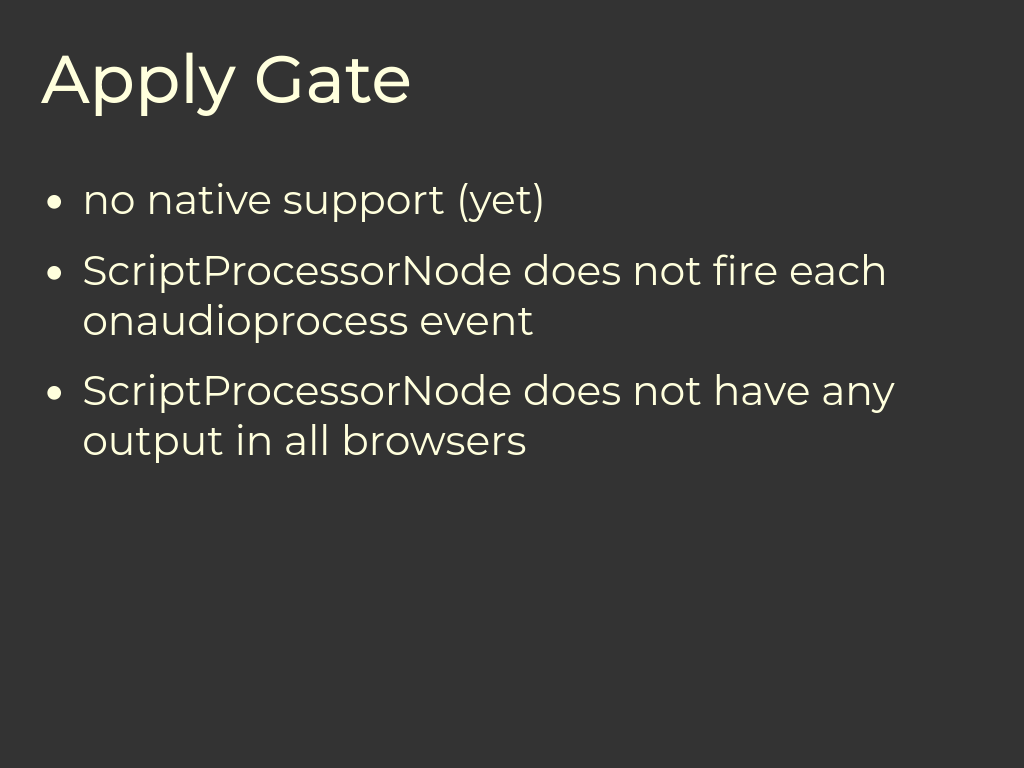 Apply Gate
• no native support (yet)
• ScriptProcessorNode does not fire each
onaudioprocess event
• ScriptProcessorNode does not have any
output in all browsers